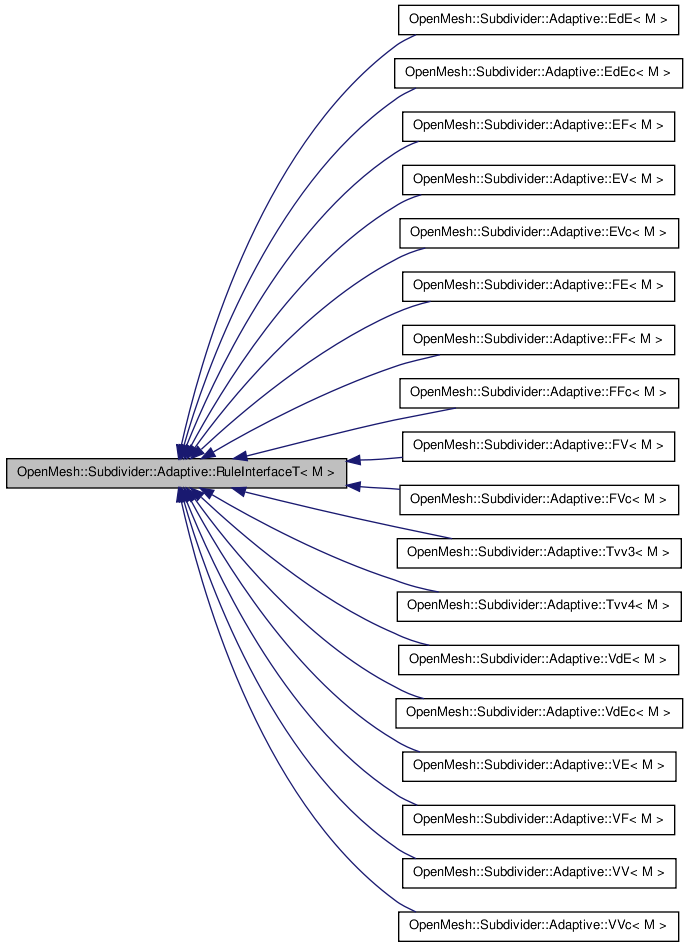 OpenMesh::Subdivider::Adaptive::EdE< M >
OpenMesh::Subdivider::Adaptive::EdEc< M >
OpenMesh::Subdivider::Adaptive::EF< M >
OpenMesh::Subdivider::Adaptive::EV< M >
OpenMesh::Subdivider::Adaptive::EVc< M >
OpenMesh::Subdivider::Adaptive::FE< M >
OpenMesh::Subdivider::Adaptive::FF< M >
OpenMesh::Subdivider::Adaptive::FFc< M >
OpenMesh::Subdivider::Adaptive::FV< M >
OpenMesh::Subdivider::Adaptive::RuleInterfaceT< M >
OpenMesh::Subdivider::Adaptive::FVc< M >
OpenMesh::Subdivider::Adaptive::Tvv3< M >
OpenMesh::Subdivider::Adaptive::Tvv4< M >
OpenMesh::Subdivider::Adaptive::VdE< M >
OpenMesh::Subdivider::Adaptive::VdEc< M >
OpenMesh::Subdivider::Adaptive::VE< M >
OpenMesh::Subdivider::Adaptive::VF< M >
OpenMesh::Subdivider::Adaptive::VV< M >
OpenMesh::Subdivider::Adaptive::VVc< M >